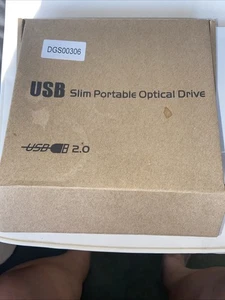 DGS00306
USB Slim Portable Optical Drive
USB 2.0